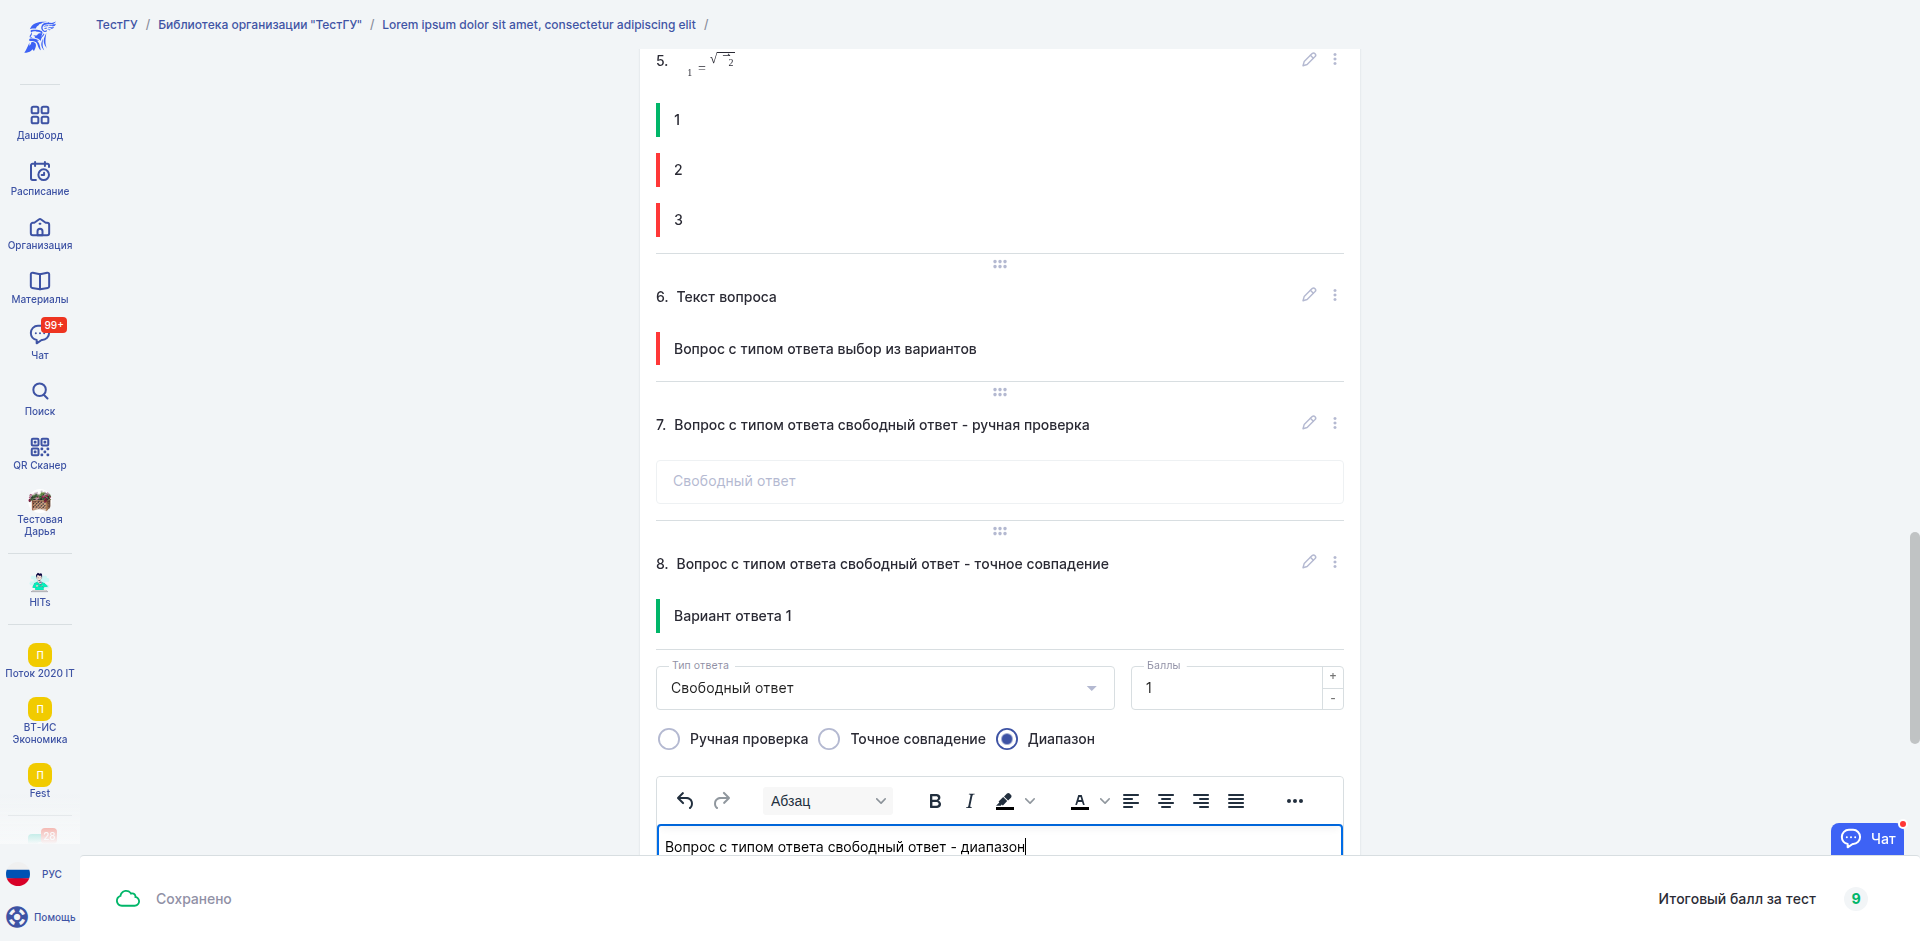 ТестГУ / Библиотека организации "ТестГУ" / Lorem ipsum dolor sit amet, consectetur adipiscing elit /
Дашборд
Расписание
Организация
Материалы
99+
Чат
Поиск
QR Сканер
Тестовая
Дарья
HITs
П
Поток 2020 IT
П
ВТ-ИС
Экономика
П
Fest
28
РУС
Помощь
5. 1 = √ 2
1
2
3
6. Текст вопроса
Вопрос с типом ответа выбор из вариантов
7. Вопрос с типом ответа свободный ответ - ручная проверка
Свободный ответ
8. Вопрос с типом ответа свободный ответ - точное совпадение
Вариант ответа 1
Тип ответа
Свободный ответ
Баллы
1
+
-
Ручная проверка Точное совпадение Диапазон
Абзац B I A
Вопрос с типом ответа свободный ответ - диапазон
Чат
Сохранено
Итоговый балл за тест 9